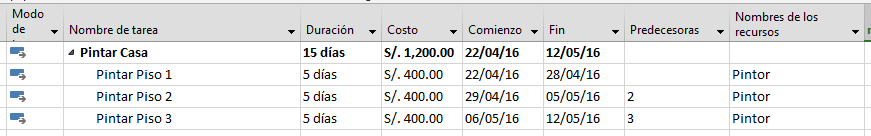 Modo de Nombre de tarea Duración Costo Comienzo Fin Predecesoras Nombres de los recursos
Pintar Casa 15 días S/. 1,200.00 22/04/16 12/05/16
Pintar Piso 1 5 días S/. 400.00 22/04/16 28/04/16 Pintor
Pintar Piso 2 5 días S/. 400.00 29/04/16 05/05/16 2 Pintor
Pintar Piso 3 5 días S/. 400.00 06/05/16 12/05/16 3 Pintor